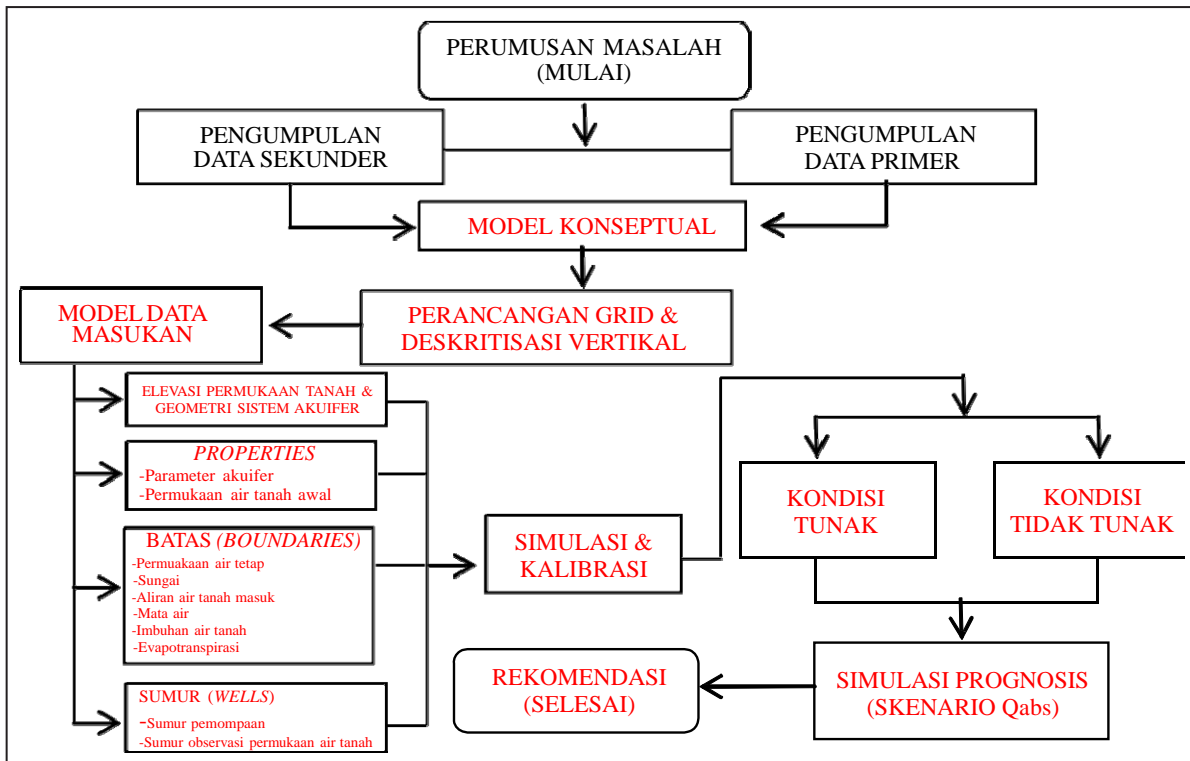 PERUMUSAN MASALAH
(MULAI)
PENGUMPULAN
DATA SEKUNDER
PENGUMPULAN
DATA PRIMER
MODEL KONSEPTUAL
MODEL DATA
MASUKAN
PERANCANGAN GRID &
DESKRITISASI VERTIKAL
ELEVASI PERMUKAAN TANAH &
GEOMETRI SISTEM AKUIFER
PROPERTIES
-Parameter akuifer
-Permukaan air tanah awal
BATAS (BOUNDARIES)
-Permuakaan air tetap
-Sungai
-Aliran air tanah masuk
-Mata air
-Imbuhan air tanah
-Evapotranspirasi
SUMUR (WELLS)
-Sumur pemompaan
-Sumur observasi permukaan air tanah
SIMULASI &
KALIBRASI
KONDISI
TUNAK
KONDISI
TIDAK TUNAK
SIMULASI PROGNOSIS
(SKENARIO Qabs)
REKOMENDASI
(SELESAI)